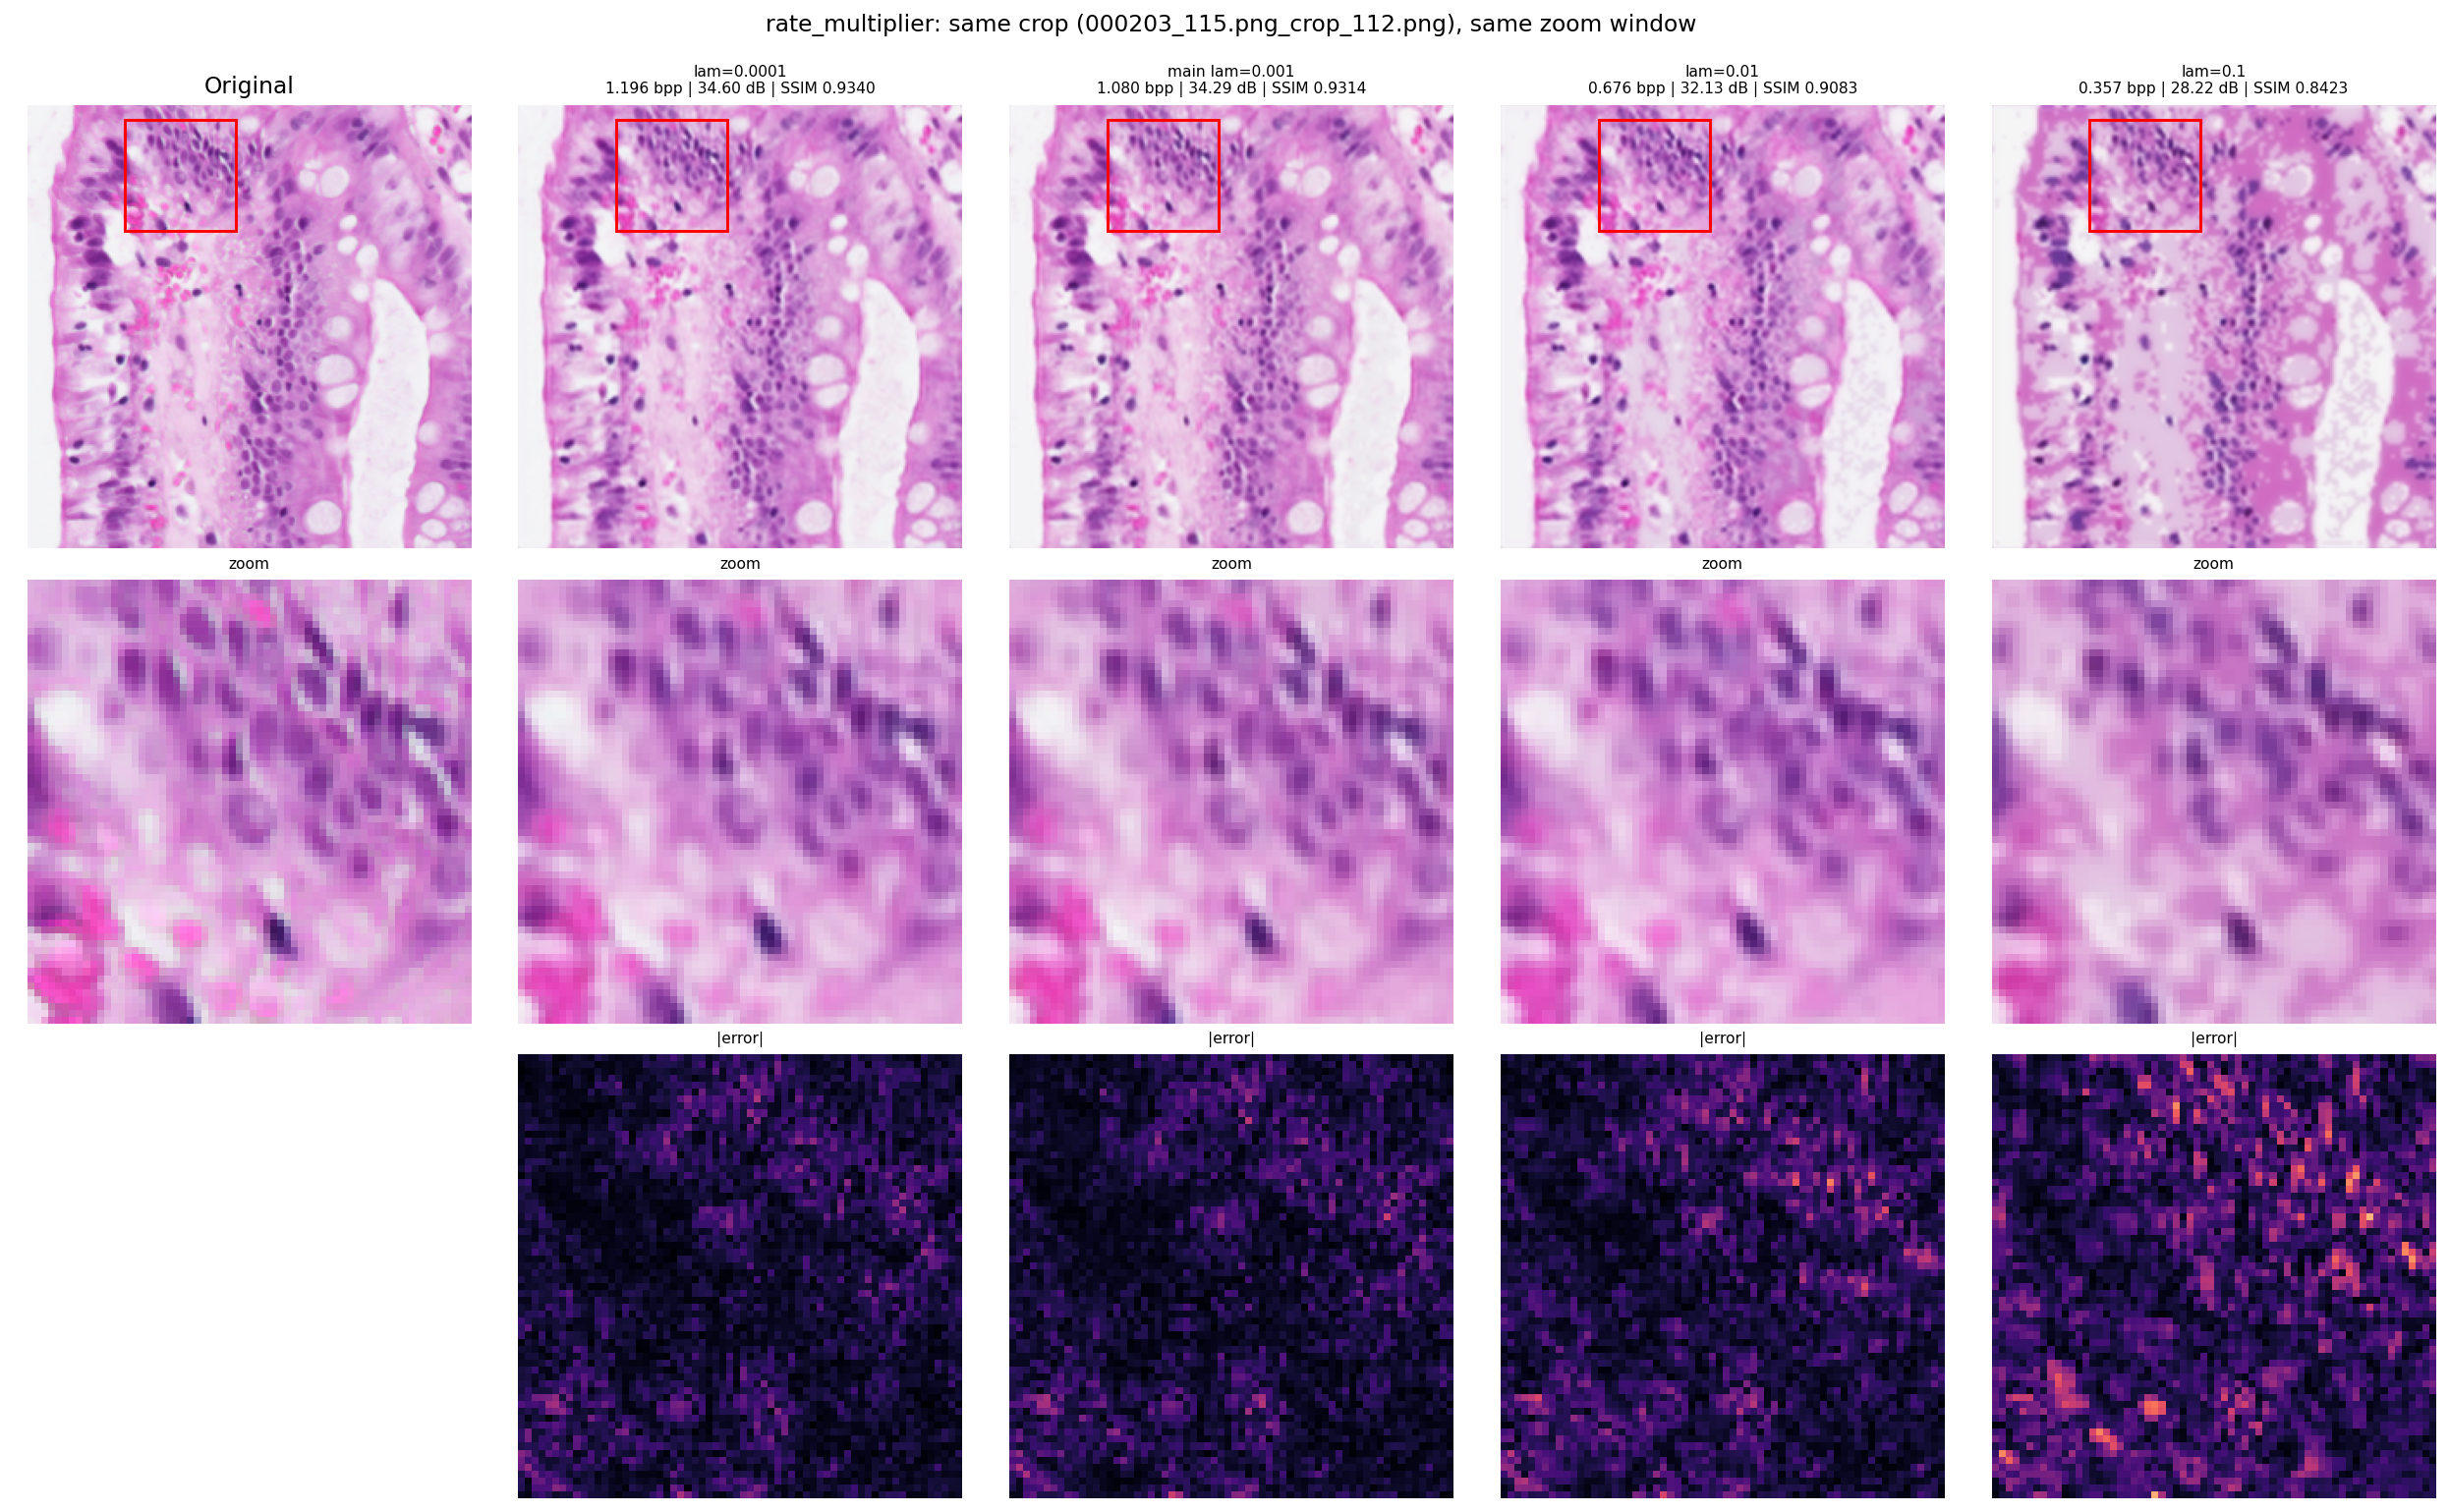 rate_multiplier: same crop (000203_115.png_crop_112.png), same zoom window
Original
lam=0.0001
1.196 bpp | 34.60 dB | SSIM 0.9340
main lam=0.001
1.080 bpp | 34.29 dB | SSIM 0.9314
lam=0.01
0.676 bpp | 32.13 dB | SSIM 0.9083
lam=0.1
0.357 bpp | 28.22 dB | SSIM 0.8423
zoom
zoom
zoom
zoom
zoom
|error|
|error|
|error|
|error|